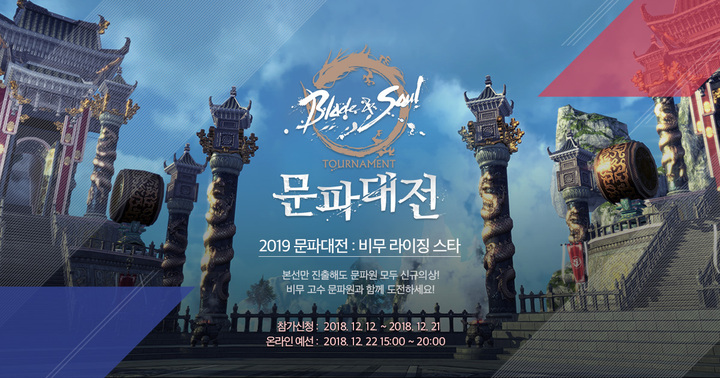 Blade & Soul
TOURNAMENT
문파대전
2019 문파대전 : 비무 라이징 스타
본선만 진출해도 문파원 모두 신규의상!
비무 고수 문파원과 함께 도전하세요!
참가신청 : 2018. 12. 12. ~ 2018. 12. 21
온라인 예선 : 2018. 12. 22 15:00 ~ 20:00